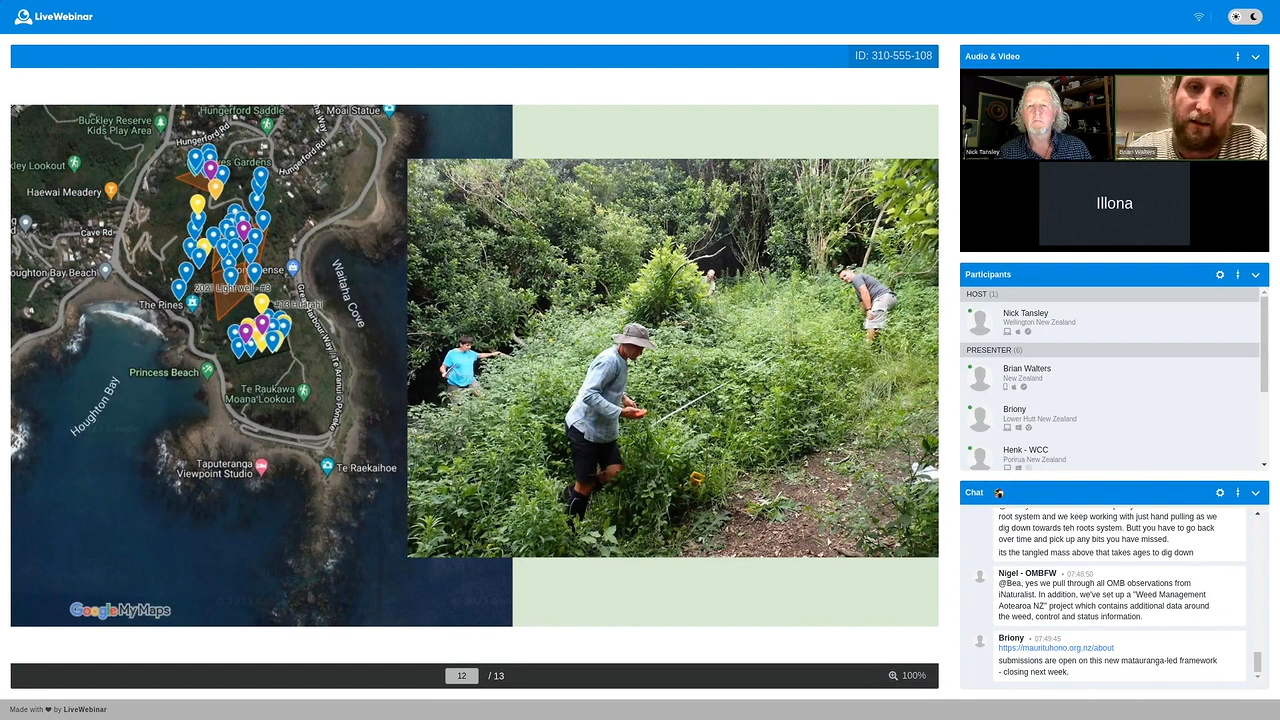 LiveWebinar
ID: 310-555-108
Hungerford Saddle
Moai Statue
Buckley Reserve
Kids Play Area
Hungerford Rd
Hungerford Rd
Haewai Meadery
Cave Rd
The Pines
2021 Light well - #3
Waitaha Cove
Princess Beach
Te Raukawa
Moana Lookout
Houghton Bay
Taputeranga
Viewpoint Studio
Te Raekaihoe
Google My Maps
12 / 13
100%
Audio & Video
Nick Tansley
Brian Walters
Illona
Participants
HOST (1)
Nick Tansley
Wellington New Zealand
PRESENTER (6)
Brian Walters
New Zealand
Briony
Lower Hutt New Zealand
Henk - WCC
Porirua New Zealand
Chat
root system and we keep working with just hand pulling as we
dig down towards teh roots system. Butt you have to go back
over time and pick up any bits you have missed.
its the tangled mass above that takes ages to dig down
Nigel - OMBFW • 07:48:50
@Bea, yes we pull through all OMB observations from
iNaturalist. In addition, we've set up a "Weed Management
Aotearoa NZ" project which contains additional data around
the weed, control and status information.
Briony • 07:49:45
https://maurituhono.org.nz/about
submissions are open on this new matauranga-led framework
- closing next week.
Made with ❤ by LiveWebinar